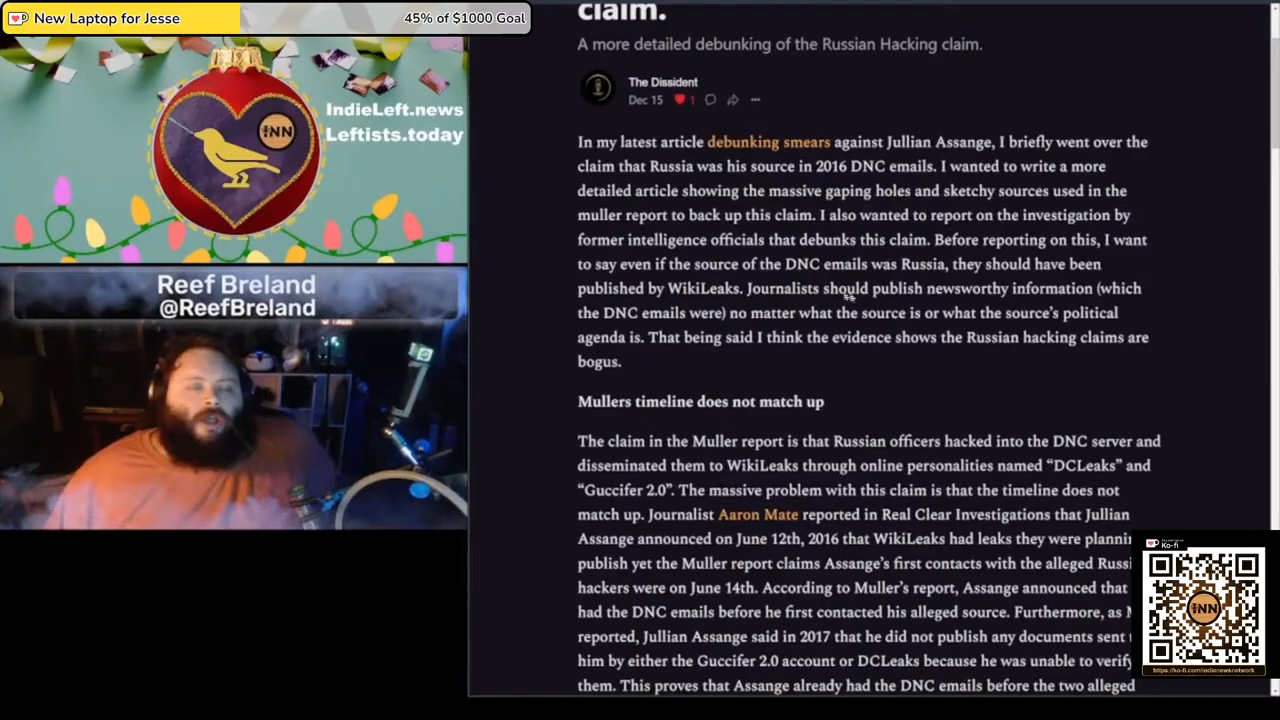 New Laptop for Jesse
45% of $1000 Goal
IndieLeft.news
Leftists.today
iNN
Reef Breland
@ReefBreland
claim.
A more detailed debunking of the Russian Hacking claim.
The Dissident
Dec 15
1
In my latest article debunking smears against Jullian Assange, I briefly went over the
claim that Russia was his source in 2016 DNC emails. I wanted to write a more
detailed article showing the massive gaping holes and sketchy sources used in the
muller report to back up this claim. I also wanted to report on the investigation by
former intelligence officials that debunks this claim. Before reporting on this, I want
to say even if the source of the DNC emails was Russia, they should have been
published by WikiLeaks. Journalists should publish newsworthy information (which
the DNC emails were) no matter what the source is or what the source's political
agenda is. That being said I think the evidence shows the Russian hacking claims are
bogus.
Mullers timeline does not match up
The claim in the Muller report is that Russian officers hacked into the DNC server and
disseminated them to WikiLeaks through online personalities named “DCLeaks” and
“Guccifer 2.0”. The massive problem with this claim is that the timeline does not
match up. Journalist Aaron Mate reported in Real Clear Investigations that Jullian
Assange announced on June 12th, 2016 that WikiLeaks had leaks they were plannin
publish yet the Muller report claims Assange's first contacts with the alleged Russi
hackers were on June 14th. According to Muller's report, Assange announced that
had the DNC emails before he first contacted his alleged source. Furthermore, as
reported, Jullian Assange said in 2017 that he did not publish any documents sent
him by either the Guccifer 2.0 account or DCLeaks because he was unable to verify
them. This proves that Assange already had the DNC emails before the two alleged
Ko-fi
iNN
https://ko-fi.com/indienewsnetwork